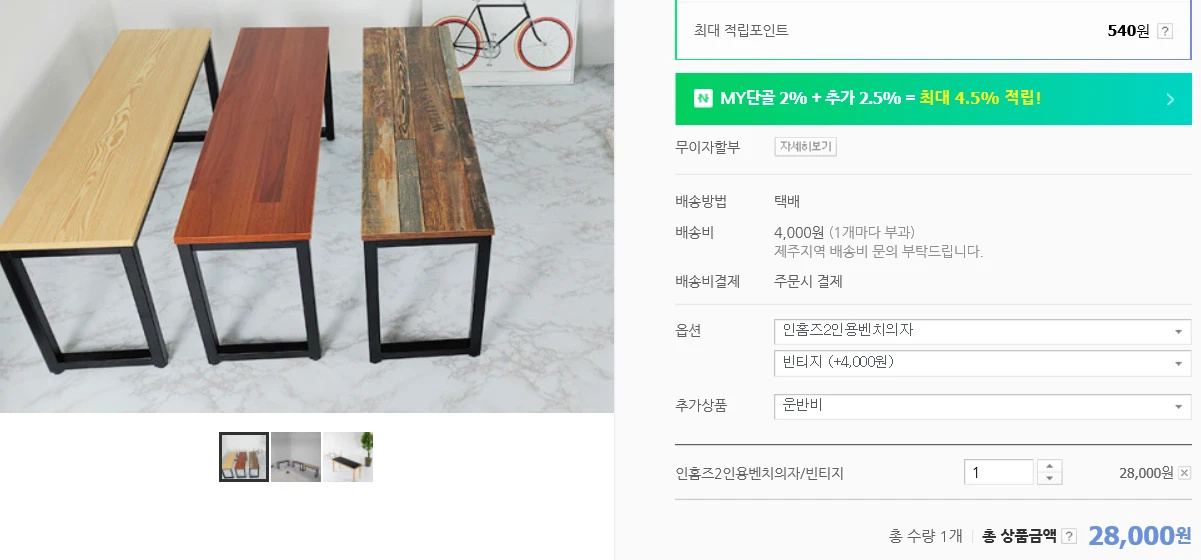 최대 적립포인트 540원 ?
MY단골 2% + 추가 2.5% = 최대 4.5% 적립!
무이자할부 자세히보기
배송방법 택배
배송비 4,000원 (1개마다 부과)
제주지역 배송비 문의 부탁드립니다.
배송비결제 주문시 결제
옵션 인홈즈2인용벤치의자
빈티지 (+4,000원)
추가상품 운반비
인홈즈2인용벤치의자/빈티지 1 28,000원
총 수량 1개 총 상품금액 ? 28,000원